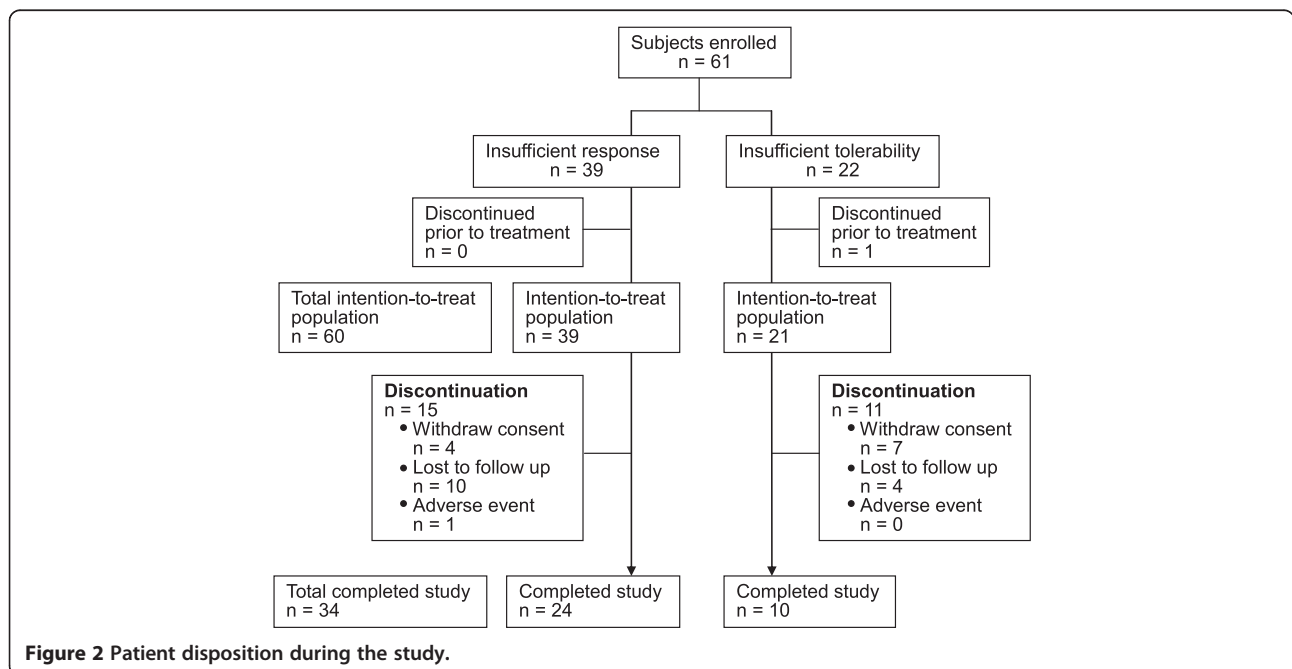 Subjects enrolled
n = 61
Insufficient response
n = 39
Insufficient tolerability
n = 22
Discontinued
prior to treatment
n = 0
Discontinued
prior to treatment
n = 1
Total intention-to-treat
population
n = 60
Intention-to-treat
population
n = 39
Intention-to-treat
population
n = 21
Discontinuation
n = 15
• Withdraw consent
n = 4
• Lost to follow up
n = 10
• Adverse event
n = 1
Discontinuation
n = 11
• Withdraw consent
n = 7
• Lost to follow up
n = 4
• Adverse event
n = 0
Total completed study
n = 34
Completed study
n = 24
Completed study
n = 10
Figure 2 Patient disposition during the study.